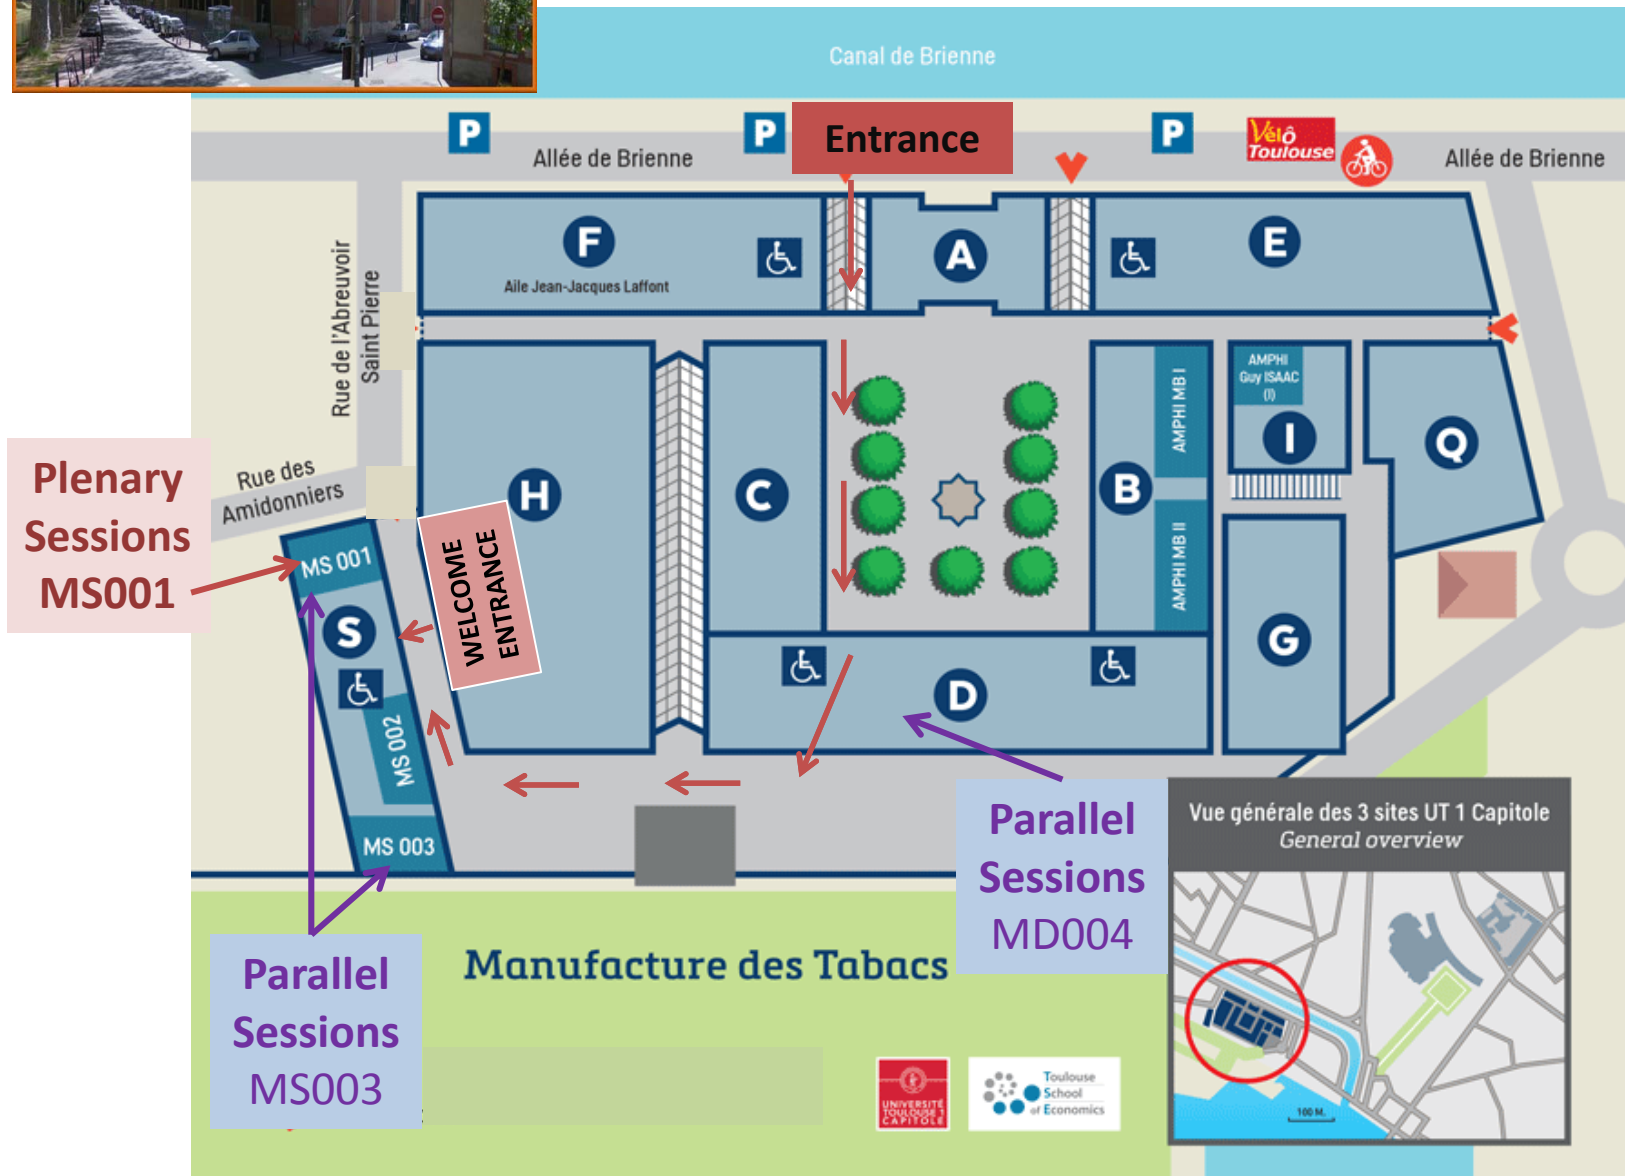 Canal de Brienne
P
P
P
Entrance
Vélô
Toulouse
Allée de Brienne
Allée de Brienne
F
A
E
Aile Jean-Jacques Laffont
Rue de l'Abreuvoir
Saint Pierre
AMPHI
Guy ISAAC
(I)
AMPHI MB I
I
Q
H
C
B
AMPHI MB II
Plenary
Sessions
MS001
Rue des
Amidonniers
WELCOME
ENTRANCE
MS 001
S
MS 002
MS 003
G
D
Parallel
Sessions
MD004
Vue générale des 3 sites UT 1 Capitole
General overview
100 M.
Manufacture des Tabacs
Parallel
Sessions
MS003
UNIVERSITÉ
TOULOUSE 1
CAPITOLE
Toulouse
School
of Economics